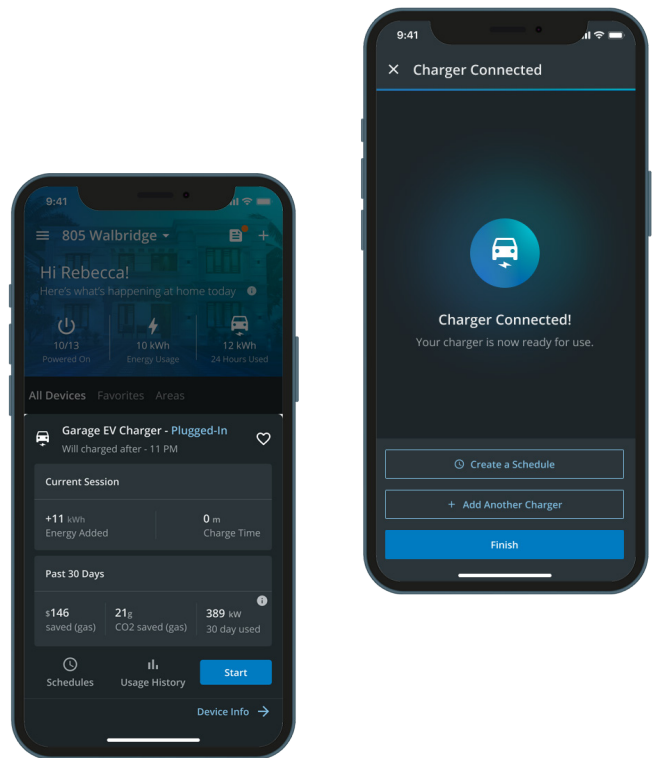 9:41
805 Walbridge
Hi Rebecca!
Here's what's happening at home today
10/13
Powered On
10 kWh
Energy Usage
12 kWh
24 Hours Used
All Devices Favorites Areas
Garage EV Charger - Plugged-In
Will charged after - 11 PM
Current Session
+11 kWh
Energy Added
0 m
Charge Time
Past 30 Days
$146
saved (gas)
21g
CO2 saved (gas)
389 kW
30 day used
Schedules
Usage History
Start
Device Info
9:41
Charger Connected
Charger Connected!
Your charger is now ready for use.
Create a Schedule
+ Add Another Charger
Finish